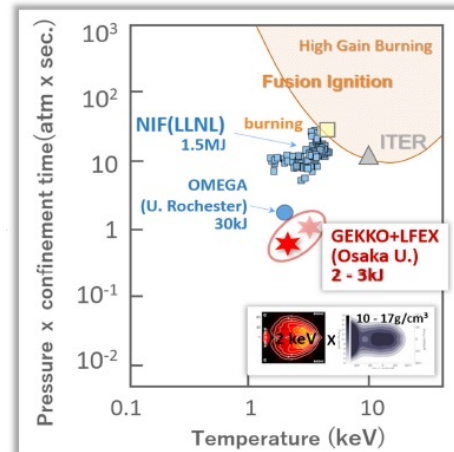 10³
High Gain Burning
Fusion Ignition
10²
NIF(LLNL)
1.5MJ
burning
ITER
10
OMEGA
(U. Rochester)
30kJ
1
GEKKO+LFEX
(Osaka U.)
2 - 3kJ
10⁻¹
10 - 17g/cm³
2 keV X
10⁻²
0.1 1 10
Temperature (keV)
Pressure x confinement time(atm x sec.)